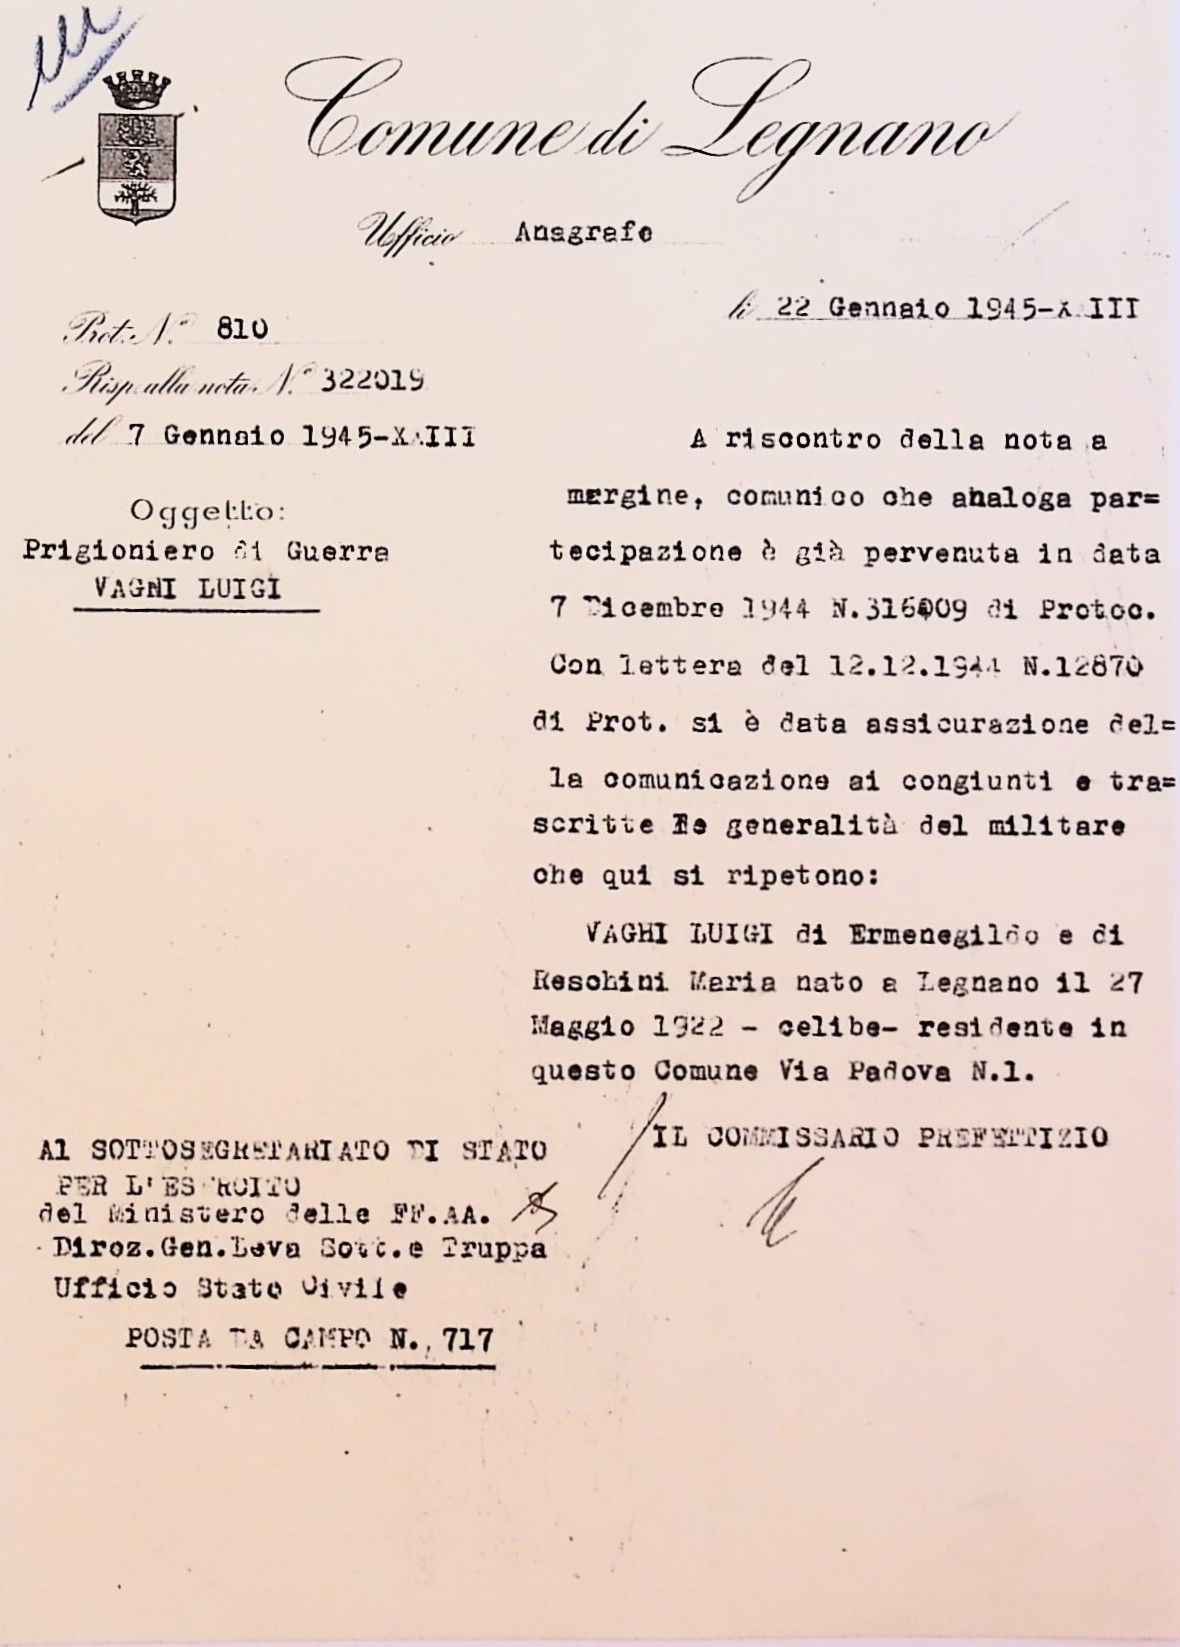 Comune di Legnano
Ufficio Anagrafe
li 22 Gennaio 1945-XXIII
Prot. N.° 810
Risp. alla nota N.° 322019
del 7 Gennaio 1945-XXIII
Oggetto:
Prigioniero di Guerra
VAGHI LUIGI
A riscontro della nota a
margine, comunico che analoga par=
tecipazione è già pervenuta in data
7 Dicembre 1944 N.316009 di Protoc.
Con lettera del 12.12.1944 N.12870
di Prot. si è data assicurazione del=
la comunicazione ai congiunti e tra=
scritte le generalità del militare
che qui si ripetono:
VAGHI LUIGI di Ermenegildo e di
Reschini Maria nato a Legnano il 27
Maggio 1922 - celibe- residente in
questo Comune Via Padova N.1.
IL COMMISSARIO PREFETTIZIO
Al SOTTOSEGRETARIATO DI STATO
PER L'ESERCITO
del Ministero delle FF.AA.
Direz.Gen.Leva Sott.e Truppa
Ufficio Stato Civile
POSTA DA CAMPO N. 717